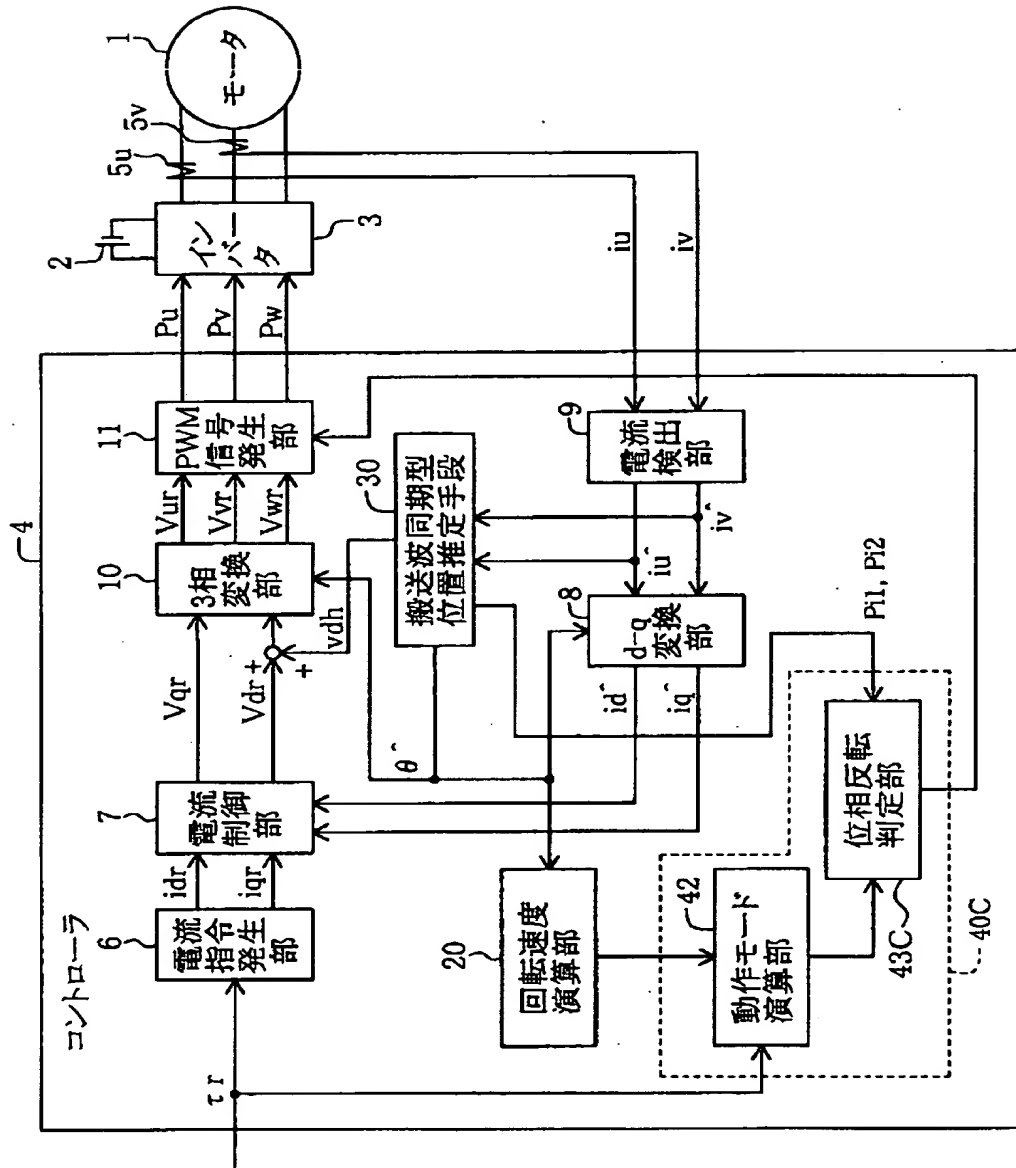 4
コントローラ
τr
6
電流
指令
発生
部
idr
iqr
7
電流
制御
部
Vqr
Vdr
+
+
vdh
10
3相
変換
部
Vur
Vvr
Vwr
11
PWM
信号
発生
部
Pu
Pv
Pw
2
インバータ
3
5u
5v
モータ
1
θ^
30
搬送波同期型
位置推定手段
iu
iv
9
電流
検出
部
iu^
iv^
8
d-q
変換
部
id^
iq^
Pi1, Pi2
20
回転速度
演算部
42
動作モード
演算部
位相反転
判定部
43C
40C